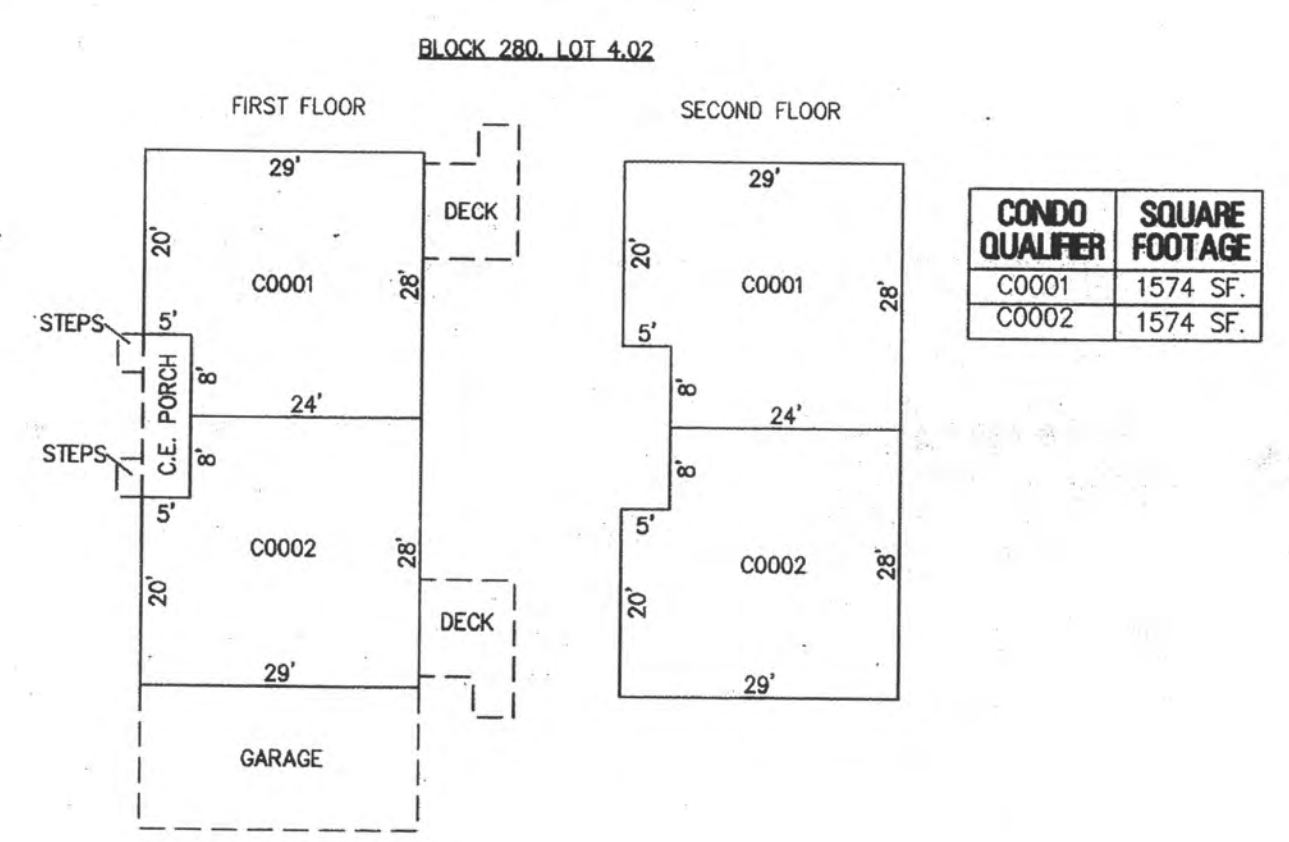 BLOCK 280, LOT 4.02
FIRST FLOOR
29'
DECK
20'
C0001
28'
STEPS
5'
C.E. PORCH
8'
24'
STEPS
8'
5'
C0002
28'
20'
DECK
29'
GARAGE
SECOND FLOOR
29'
20'
C0001
28'
5'
8'
24'
8'
5'
C0002
28'
20'
29'
CONDO QUALIFIER
SQUARE FOOTAGE
C0001 1574 SF.
C0002 1574 SF.